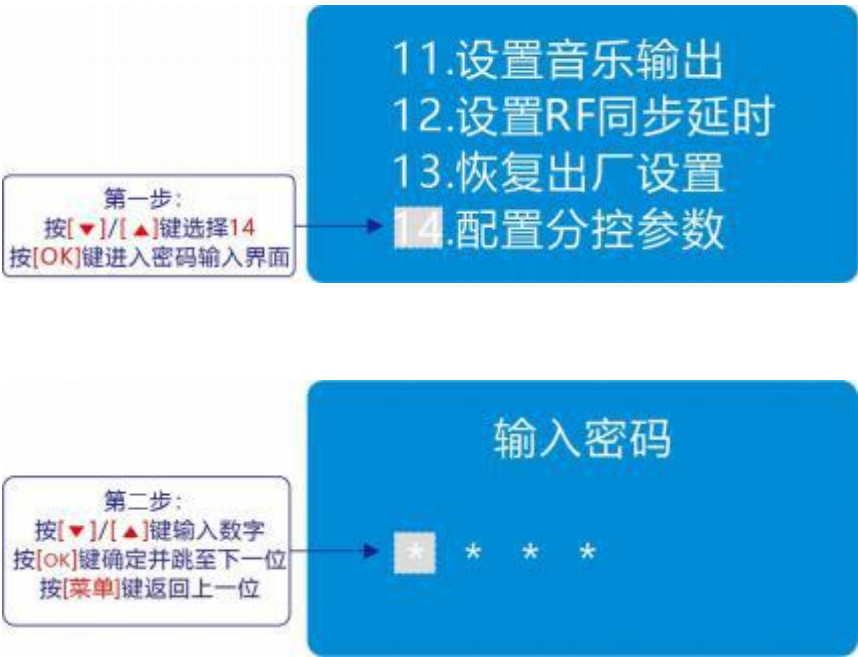 11.设置音乐输出
12.设置RF同步延时
13.恢复出厂设置
14.配置分控参数
第一步：
按[▼]/[▲]键选择14
按[OK]键进入密码输入界面
输入密码
* * * *
第二步：
按[▼]/[▲]键输入数字
按[OK]键确定并跳至下一位
按[菜单]键返回上一位